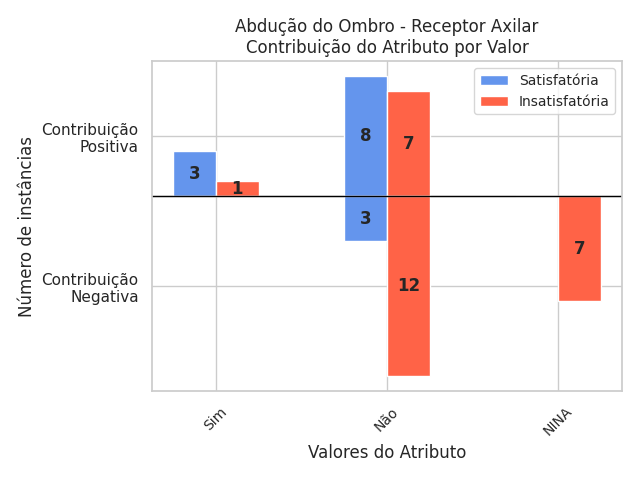 Abdução do Ombro - Receptor Axilar
Contribuição do Atributo por Valor
Satisfatória
Insatisfatória
Número de instâncias
Contribuição
Positiva
Contribuição
Negativa
3
1
8
7
3
12
7
Sim
Não
NINA
Valores do Atributo